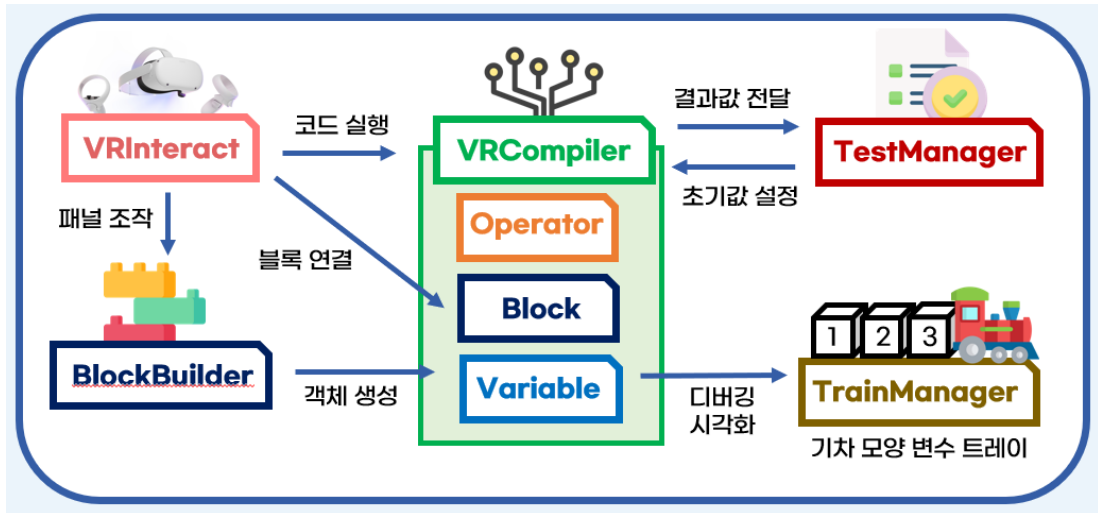 VRInteract
코드 실행
VRCompiler
결과값 전달
TestManager
초기값 설정
패널 조작
블록 연결
Operator
Block
Variable
BlockBuilder
객체 생성
디버깅
시각화
1 2 3
TrainManager
기차 모양 변수 트레이